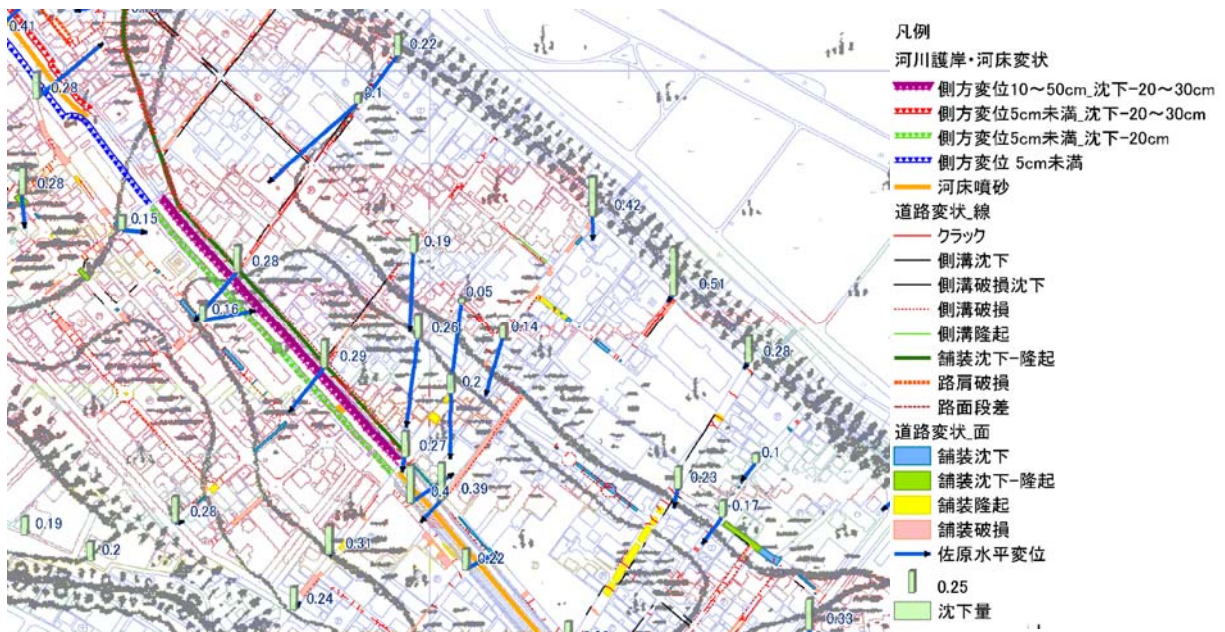 0.41
0.28
0.22
0.1
0.28
0.15
0.42
0.19
0.28
0.51
0.05
0.16
0.26
0.14
0.29
0.28
0.2
0.27
0.1
0.4
0.39
0.23
0.17
0.28
0.19
0.2
0.31
0.22
0.24
0.33
凡例
河川護岸・河床変状
側方変位10～50cm_沈下-20～30cm
側方変位5cm未満_沈下-20～30cm
側方変位5cm未満_沈下-20cm
側方変位 5cm未満
河床噴砂
道路変状_線
クラック
側溝沈下
側溝破損沈下
側溝破損
側溝隆起
舗装沈下-隆起
路肩破損
路面段差
道路変状_面
舗装沈下
舗装沈下-隆起
舗装隆起
舗装破損
佐原水平変位
0.25
沈下量